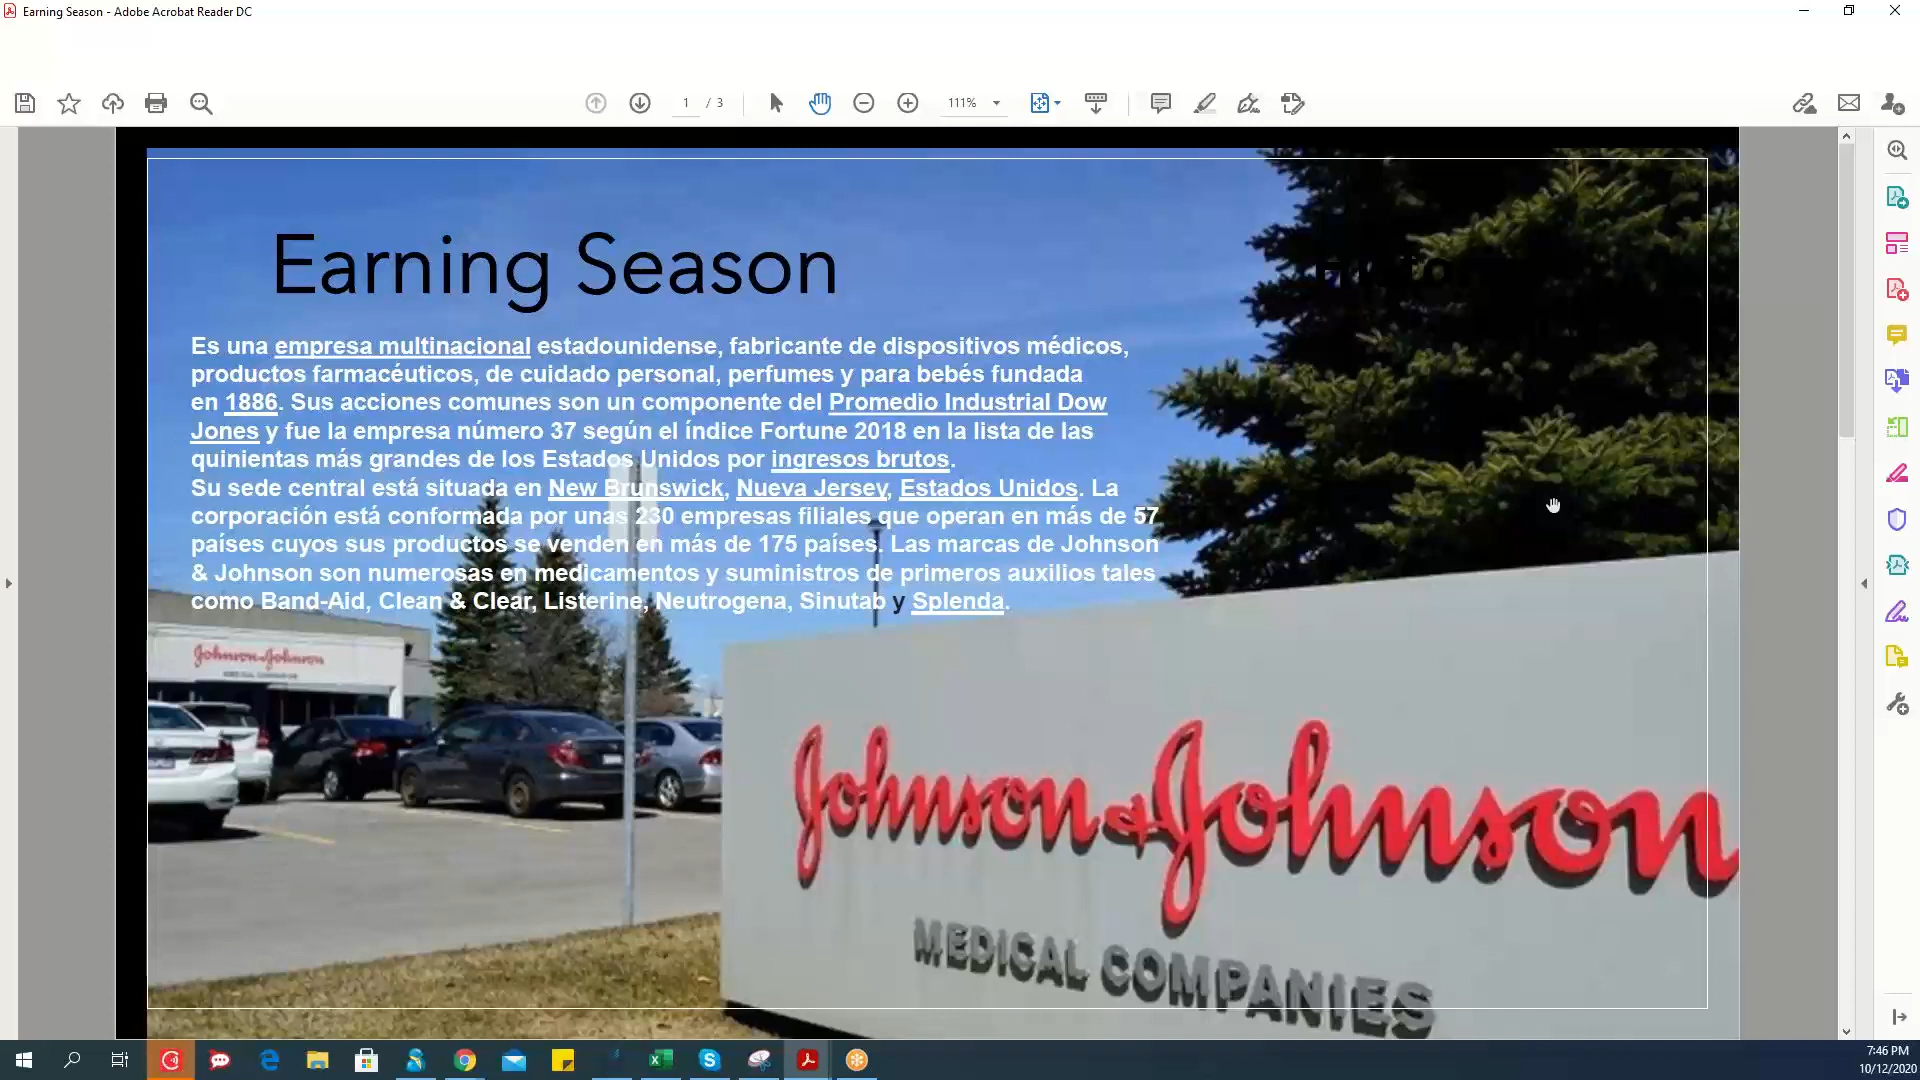 Earning Season - Adobe Acrobat Reader DC
1 / 3
111%
Earning Season
Es una empresa multinacional estadounidense, fabricante de dispositivos médicos,
productos farmacéuticos, de cuidado personal, perfumes y para bebés fundada
en 1886. Sus acciones comunes son un componente del Promedio Industrial Dow
Jones y fue la empresa número 37 según el índice Fortune 2018 en la lista de las
quinientas más grandes de los Estados Unidos por ingresos brutos.
Su sede central está situada en New Brunswick, Nueva Jersey, Estados Unidos. La
corporación está conformada por unas 230 empresas filiales que operan en más de 57
países cuyos sus productos se venden en más de 175 países. Las marcas de Johnson
& Johnson son numerosas en medicamentos y suministros de primeros auxilios tales
como Band-Aid, Clean & Clear, Listerine, Neutrogena, Sinutab y Splenda.
Johnson & Johnson
Johnson & Johnson
MEDICAL COMPANIES
7:46 PM
10/12/2020